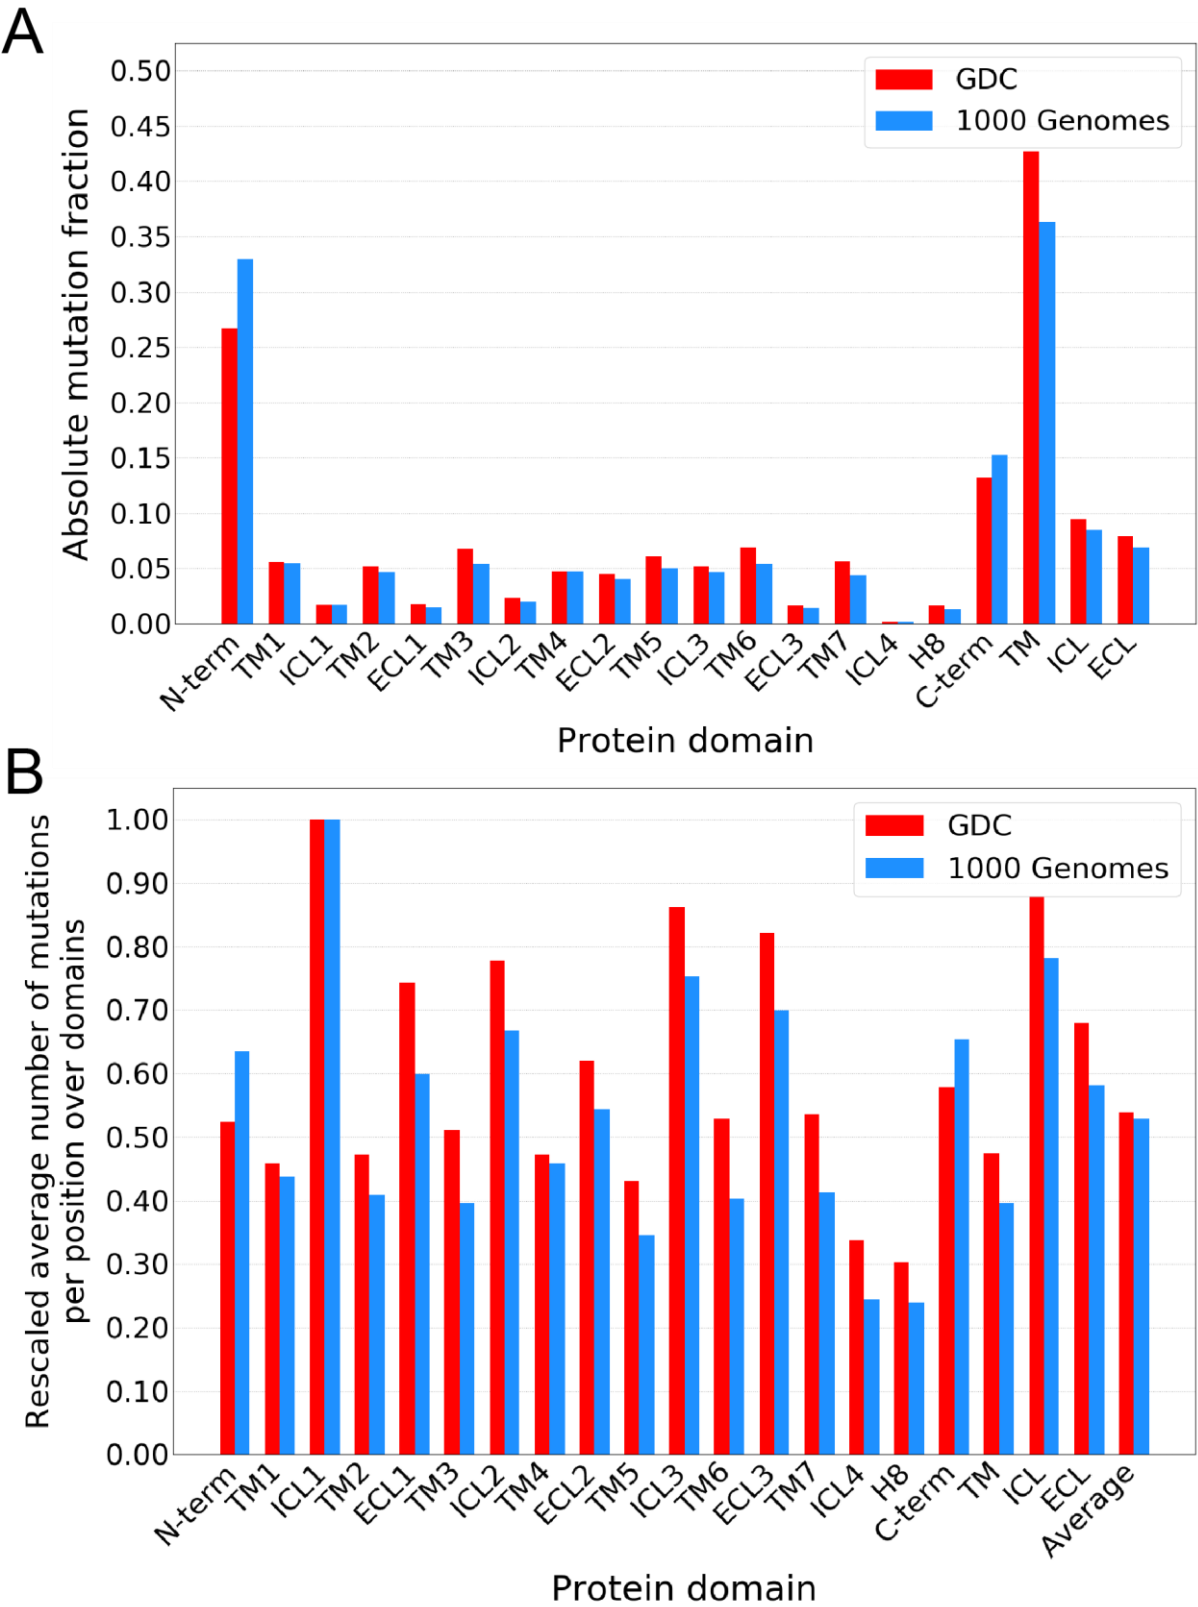 A
Absolute mutation fraction
0.50
0.45
0.40
0.35
0.30
0.25
0.20
0.15
0.10
0.05
0.00
GDC
1000 Genomes
N-term TM1 ICL1 TM2 ECL1 TM3 ICL2 TM4 ECL2 TM5 ICL3 TM6 ECL3 TM7 ICL4 H8 C-term TM ICL ECL
Protein domain
B
Rescaled average number of mutations
per position over domains
1.00
0.90
0.80
0.70
0.60
0.50
0.40
0.30
0.20
0.10
0.00
GDC
1000 Genomes
N-term TM1 ICL1 TM2 ECL1 TM3 ICL2 TM4 ECL2 TM5 ICL3 TM6 ECL3 TM7 ICL4 H8 C-term TM ICL ECL Average
Protein domain